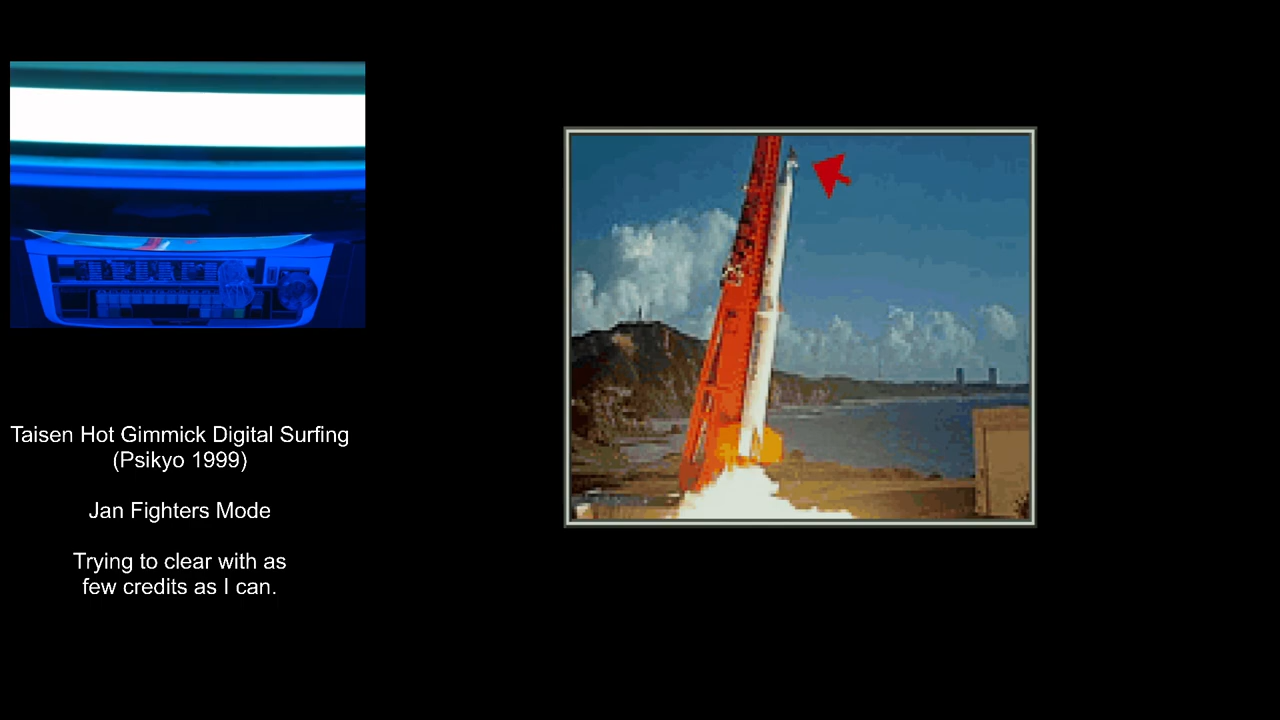 Taisen Hot Gimmick Digital Surfing
(Psikyo 1999)
Jan Fighters Mode
Trying to clear with as
few credits as I can.